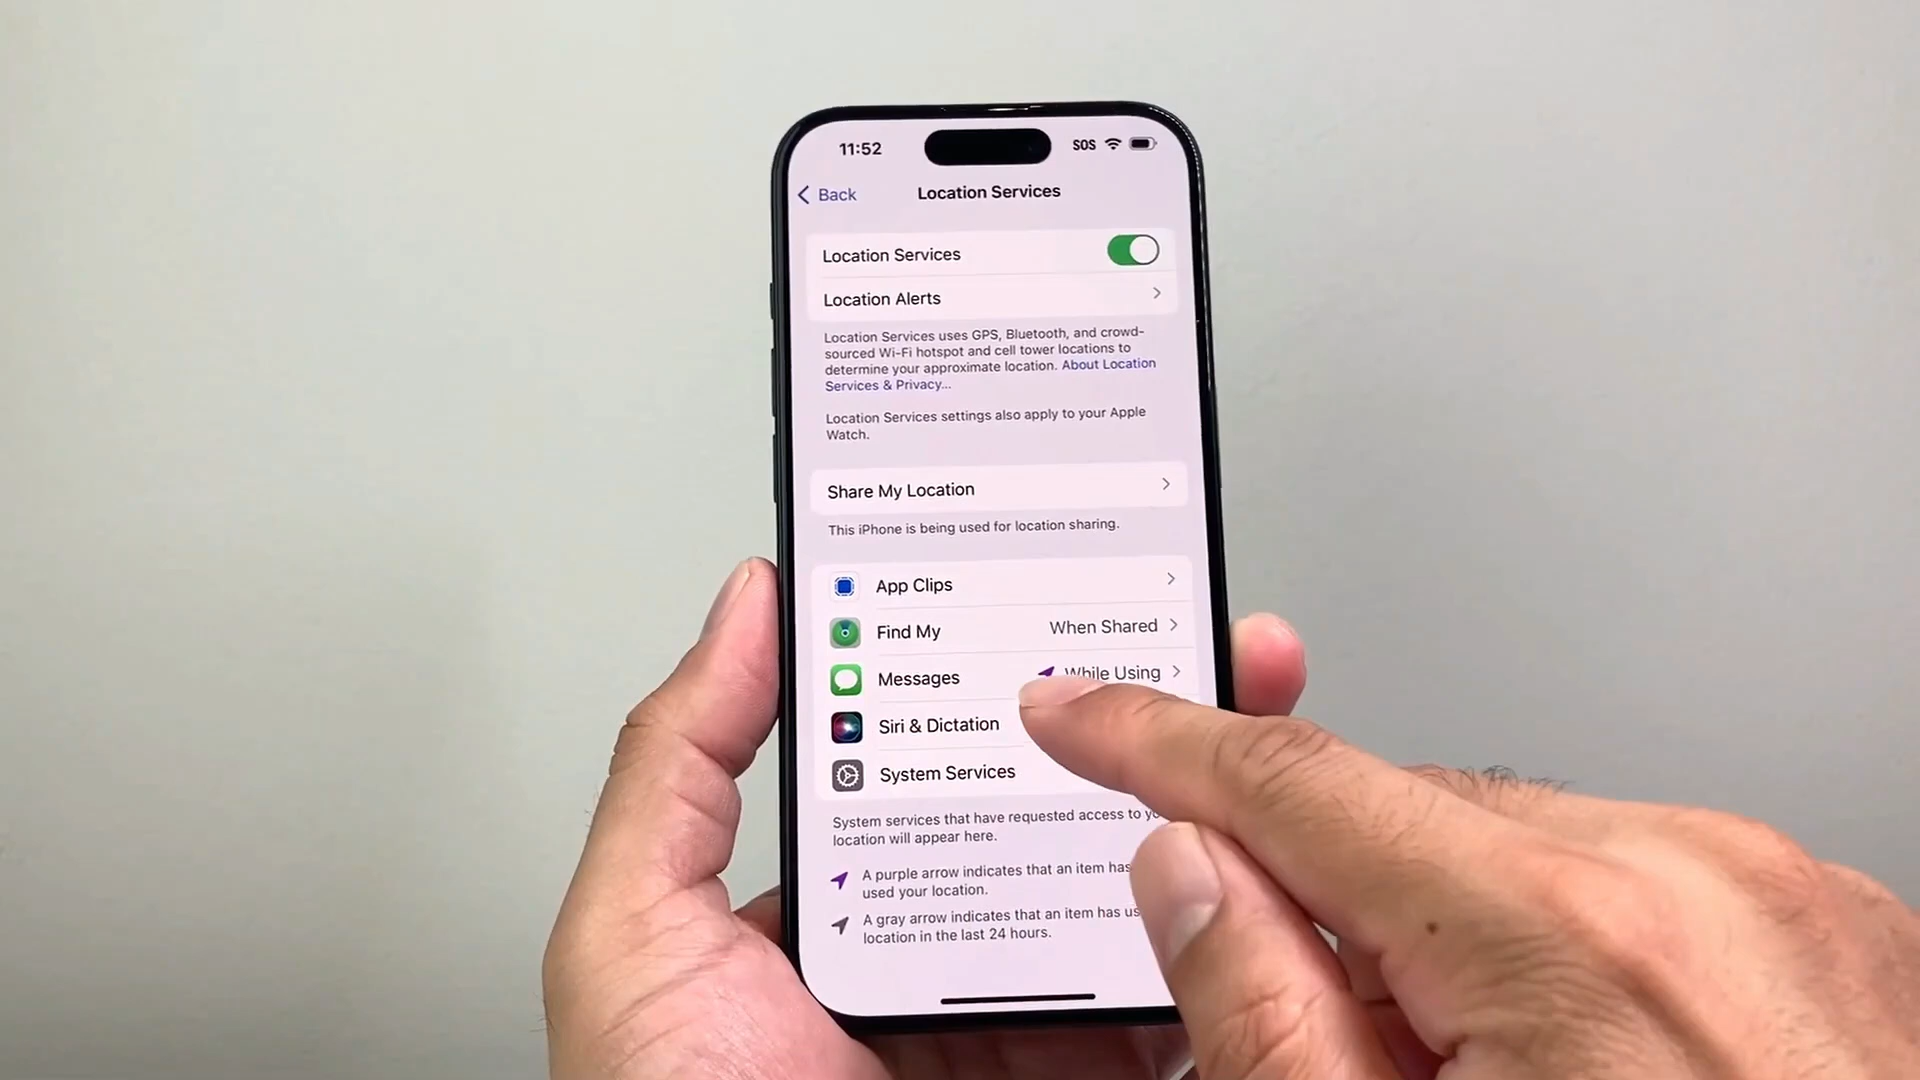 11:52 SOS
Back Location Services
Location Services
Location Alerts
Location Services uses GPS, Bluetooth, and crowd-
sourced Wi-Fi hotspot and cell tower locations to
determine your approximate location. About Location
Services & Privacy...
Location Services settings also apply to your Apple
Watch.
Share My Location
This iPhone is being used for location sharing.
App Clips
Find My When Shared
Messages While Using
Siri & Dictation
System Services
System services that have requested access to
location will appear here.
A purple arrow indicates that an item has
used your location.
A gray arrow indicates that an item has
location in the last 24 hours.